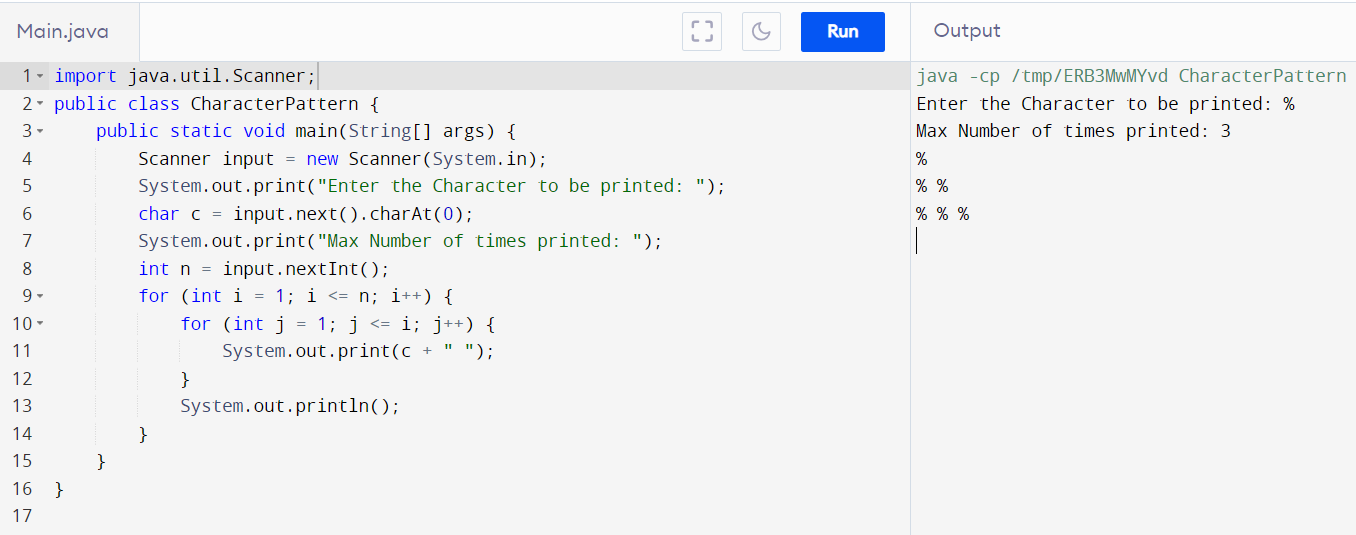 Main.java
Run
Output
1 import java.util.Scanner;
2 public class CharacterPattern {
3     public static void main(String[] args) {
4         Scanner input = new Scanner(System.in);
5         System.out.print("Enter the Character to be printed: ");
6         char c = input.next().charAt(0);
7         System.out.print("Max Number of times printed: ");
8         int n = input.nextInt();
9         for (int i = 1; i <= n; i++) {
10             for (int j = 1; j <= i; j++) {
11                 System.out.print(c + " ");
12             }
13             System.out.println();
14         }
15     }
16 }
17
java -cp /tmp/ERB3MwMYvd CharacterPattern
Enter the Character to be printed: %
Max Number of times printed: 3
%
% %
% % %